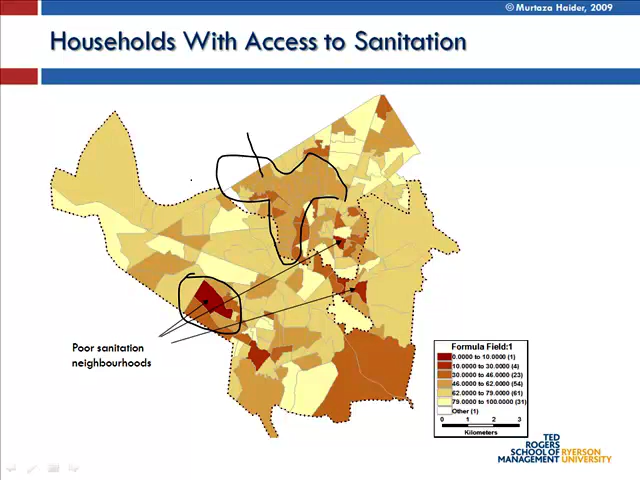 © Murtaza Haider, 2009
Households With Access to Sanitation
Poor sanitation
neighbourhoods
Formula Field:1
0.0000 to 10.0000 (1)
10.0000 to 30.0000 (4)
30.0000 to 46.0000 (23)
46.0000 to 62.0000 (54)
62.0000 to 79.0000 (61)
79.0000 to 100.0000 (31)
Other (1)
0 1 2 3
Kilometers
TED
ROGERS
SCHOOL OF RYERSON
MANAGEMENT UNIVERSITY